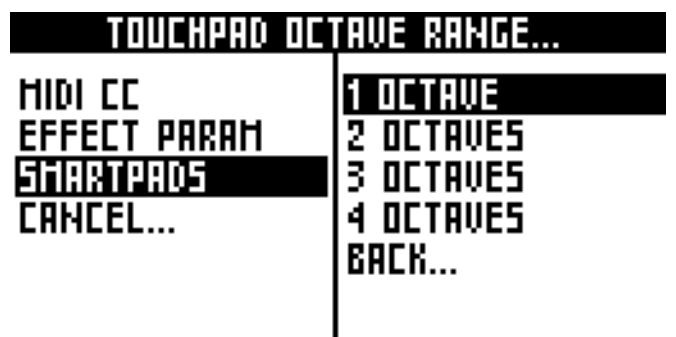 TOUCHPAD OCTAVE RANGE...
MIDI CC
EFFECT PARAM
SMARTPADS
CANCEL...
1 OCTAVE
2 OCTAVES
3 OCTAVES
4 OCTAVES
BACK...